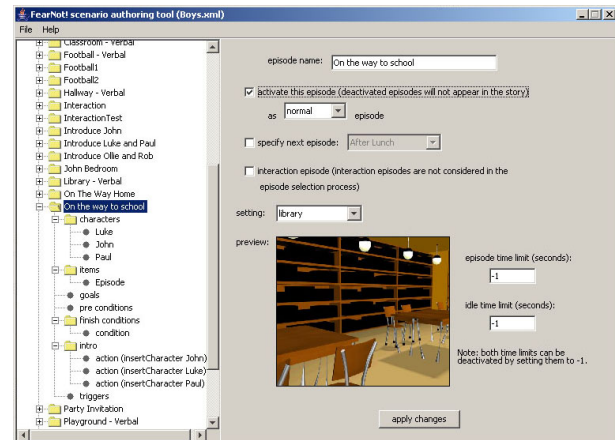 FearNot! scenario authoring tool (Boys.xml)
File Help
Classroom - Verbal
Football - Verbal
Football1
Football2
Hallway - Verbal
Interaction
InteractionTest
Introduce John
Introduce Luke and Paul
Introduce Ollie and Rob
John Bedroom
Library - Verbal
On The Way Home
On the way to school
characters
Luke
John
Paul
items
Episode
goals
pre conditions
finish conditions
condition
intro
action (insertCharacter John)
action (insertCharacter Luke)
action (insertCharacter Paul)
triggers
Party Invitation
Playground - Verbal
episode name: On the way to school
activate this episode (deactivated episodes will not appear in the story)
as normal episode
specify next episode: After Lunch
interaction episode (interaction episodes are not considered in the
episode selection process)
setting: library
preview:
episode time limit (seconds):
-1
idle time limit (seconds):
-1
Note: both time limits can be
deactivated by setting them to -1.
apply changes